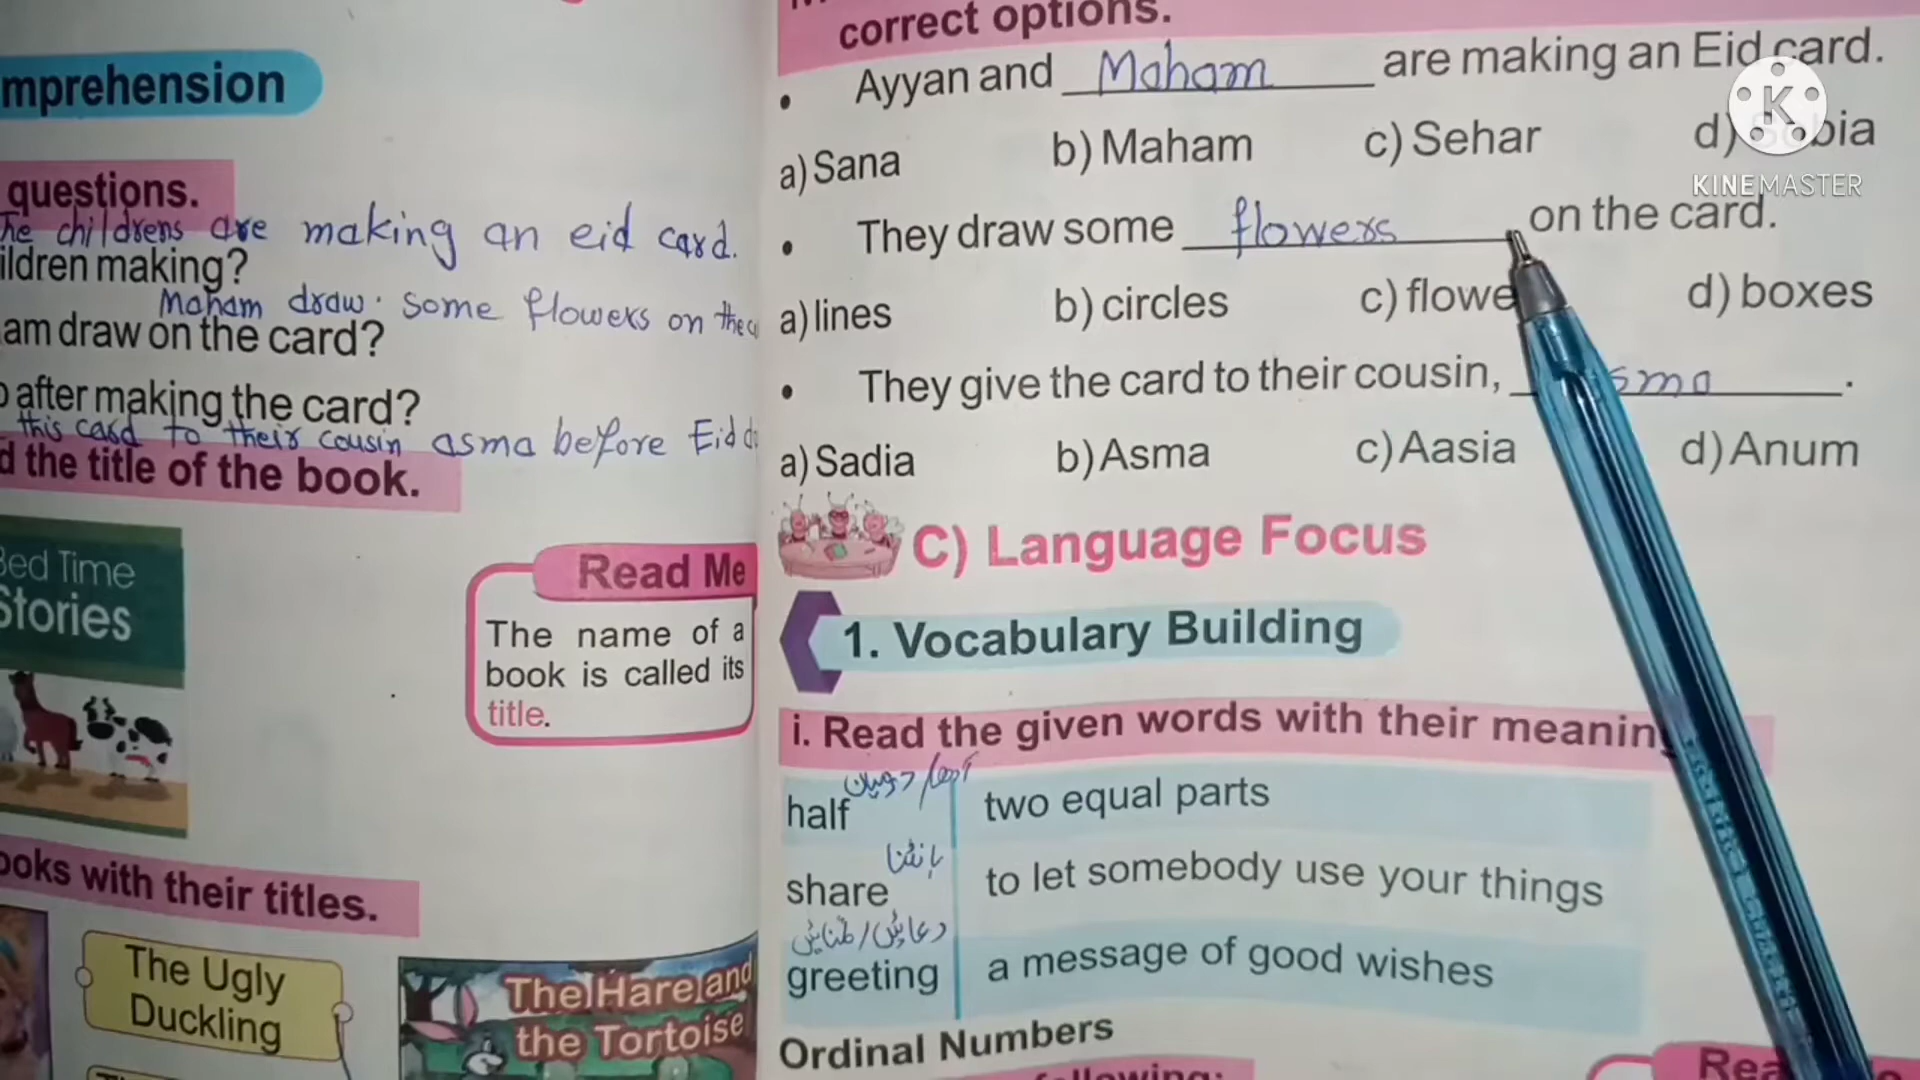 mprehension
questions.
The childrens are making an eid card.
ildren making?
Maham draw some flowers on the
am draw on the card?
after making the card?
this card to their cousin asma before Eid
d the title of the book.
Bed Time
Stories
Read Me
The name of a
book is called its
title.
ooks with their titles.
The Ugly
Duckling
The Hare and
the Tortoise
correct options.
• Ayyan and Maham are making an Eid card.
a) Sana b) Maham c) Sehar d) Sobia
• They draw some flowers on the card.
a) lines b) circles c) flowe d) boxes
• They give the card to their cousin, sma.
a) Sadia b) Asma c) Aasia d) Anum
C) Language Focus
1. Vocabulary Building
i. Read the given words with their meanin
half two equal parts
بانٹنا
share to let somebody use your things
greeting a message of good wishes
Ordinal Numbers
following:
Rea
KINEMASTER